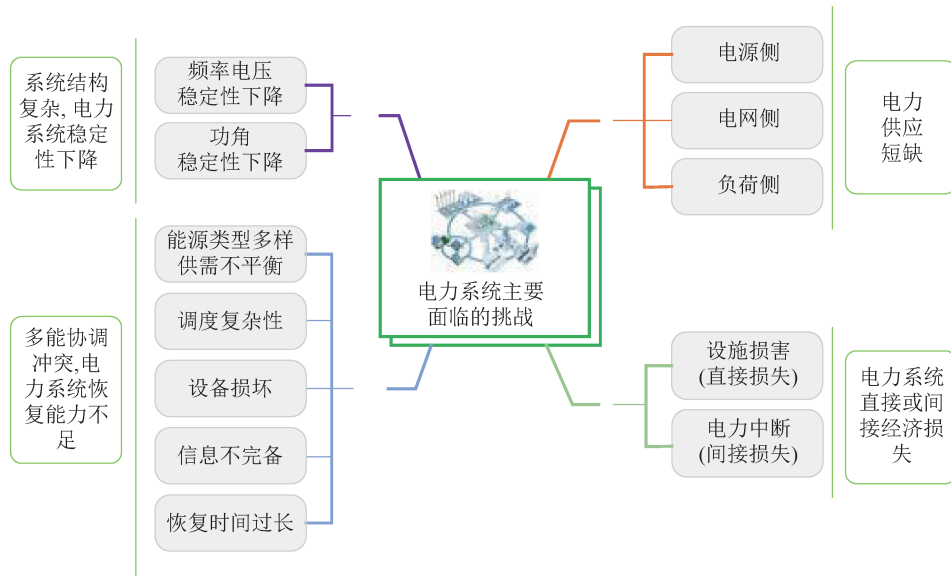 系统结构
复杂, 电力
系统稳定
性下降
频率电压
稳定性下降
功角
稳定性下降
电源侧
电网侧
负荷侧
电力
供应
短缺
电力系统主要
面临的挑战
多能协调
冲突,电
力系统恢
复能力不
足
能源类型多样
供需不平衡
调度复杂性
设备损坏
信息不完备
恢复时间过长
设施损害
(直接损失)
电力中断
(间接损失)
电力系统
直接或间
接经济损
失